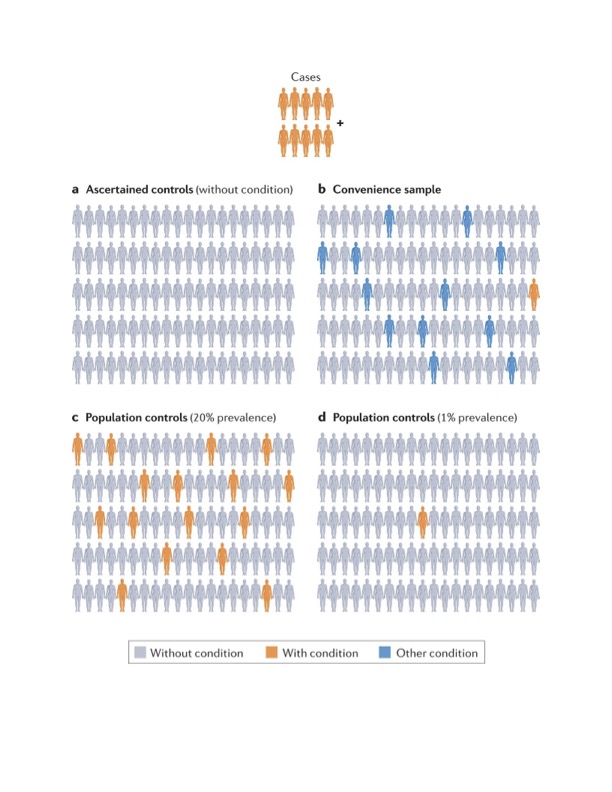 Cases
+
a Ascertained controls (without condition)
b Convenience sample
c Population controls (20% prevalence)
d Population controls (1% prevalence)
Without condition
With condition
Other condition